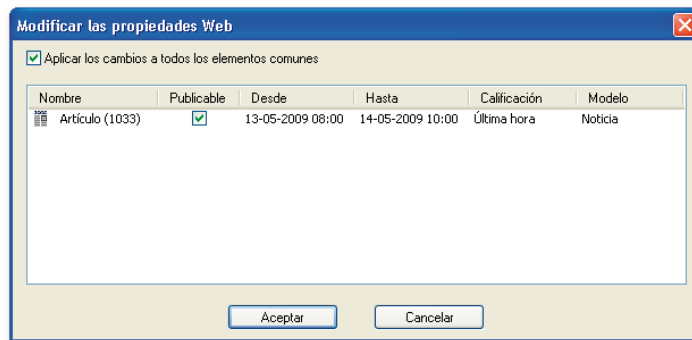 Modificar las propiedades Web
Aplicar los cambios a todos los elementos comunes
Nombre Publicable Desde Hasta Calificación Modelo
Artículo (1033) 13-05-2009 08:00 14-05-2009 10:00 Última hora Noticia
Aceptar Cancelar